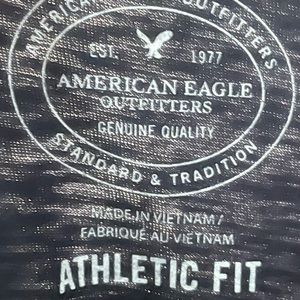 AMERICAN EAGLE OUTFITTERS
EST. 1977
AMERICAN EAGLE
OUTFITTERS
GENUINE QUALITY
STANDARD & TRADITION
MADE IN VIETNAM /
FABRIQUÉ AU VIETNAM
ATHLETIC FIT